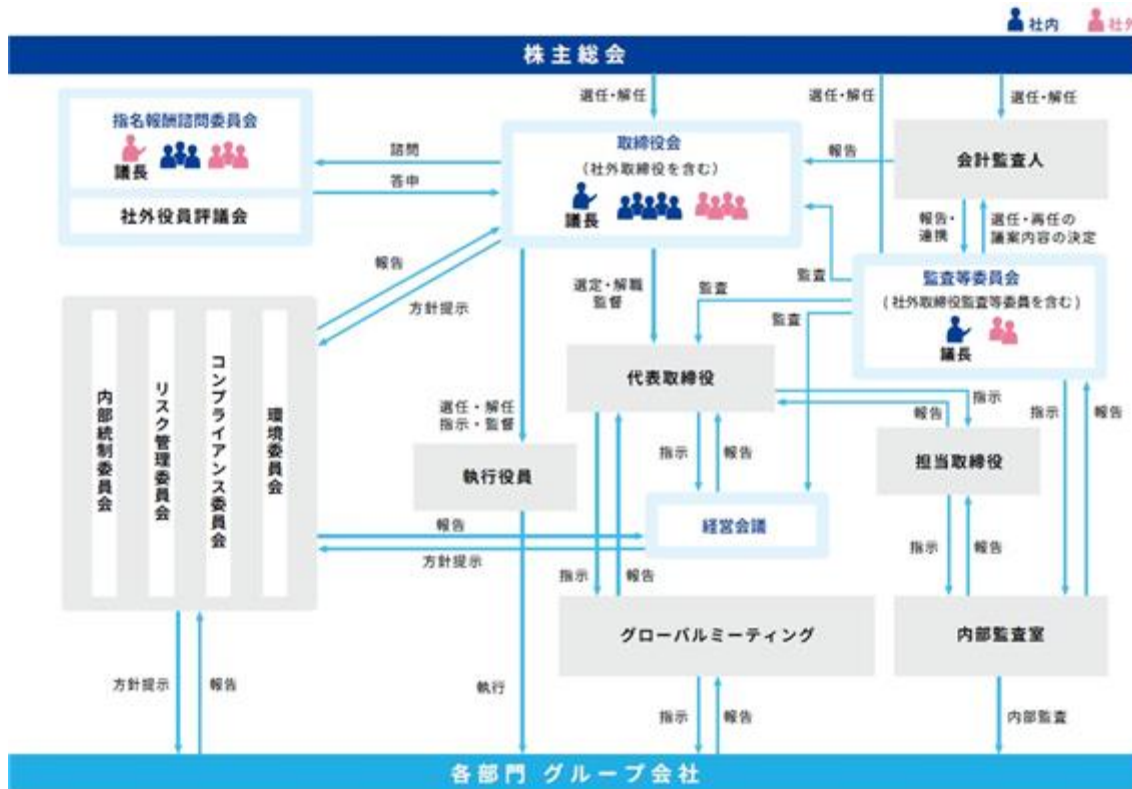 社内 社外
株主総会
選任・解任 選任・解任 選任・解任
指名報酬諮問委員会
議長
社外役員評議会
諮問
答申
取締役会
(社外取締役を含む)
議長
報告
会計監査人
報告・
連携
選任・再任の
議案内容の決定
監査等委員会
(社外取締役監査等委員を含む)
議長
監査
監査
監査
報告
方針提示
選定・解職
監督
代表取締役
指示
報告
担当取締役
指示
報告
内部統制委員会
リスク管理委員会
コンプライアンス委員会
環境委員会
選任・解任
指示・監督
執行役員
指示
報告
経営会議
報告
方針提示
指示
報告
指示
報告
グローバルミーティング
内部監査室
方針提示
報告
執行
指示
報告
内部監査
各部門 グループ会社